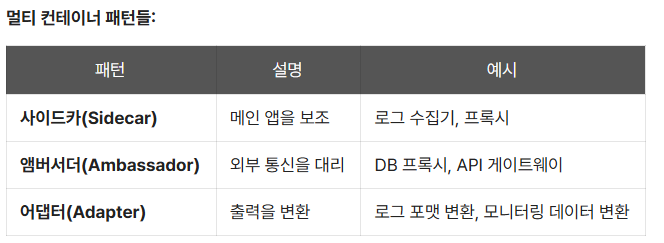 멀티 컨테이너 패턴들:
패턴 설명 예시
사이드카(Sidecar) 메인 앱을 보조 로그 수집기, 프록시
앰버서더(Ambassador) 외부 통신을 대리 DB 프록시, API 게이트웨이
어댑터(Adapter) 출력을 변환 로그 포맷 변환, 모니터링 데이터 변환